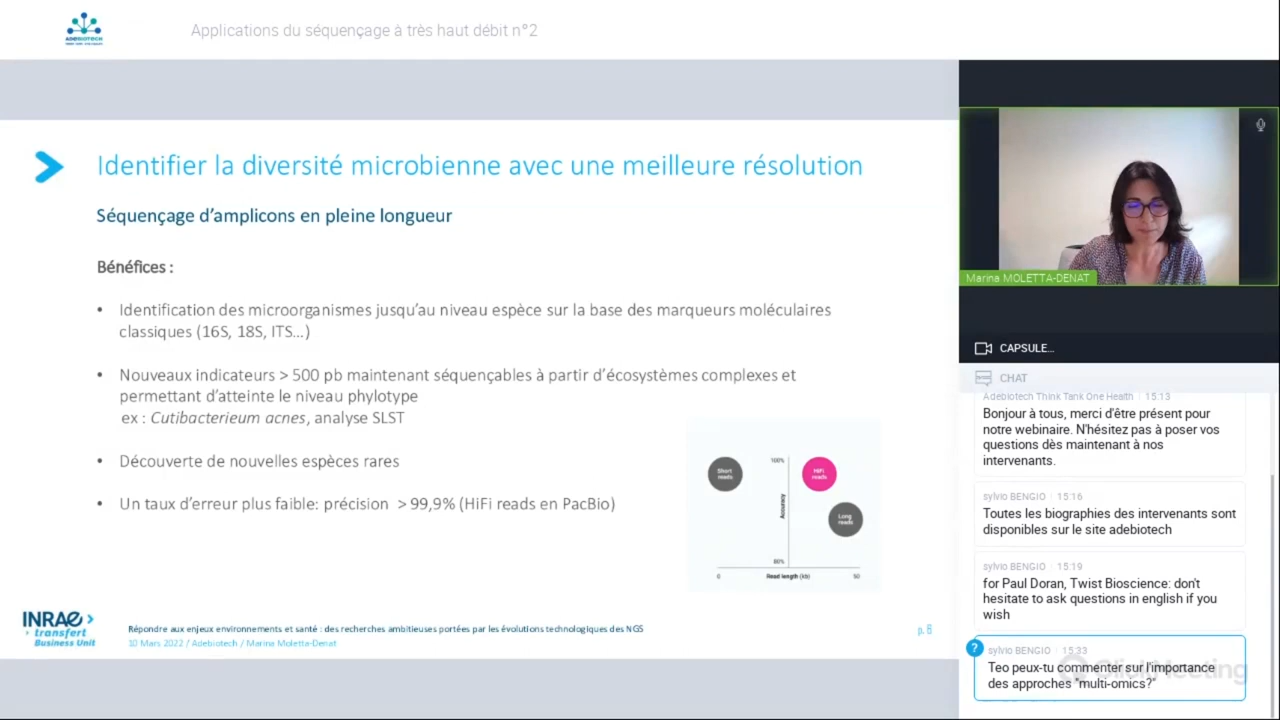 ADEBIOTECH
Applications du séquençage à très haut débit n°2
Identifier la diversité microbienne avec une meilleure résolution
Séquençage d'amplicons en pleine longueur
Bénéfices :
• Identification des microorganismes jusqu'au niveau espèce sur la base des marqueurs moléculaires
classiques (16S, 18S, ITS...)
• Nouveaux indicateurs > 500 pb maintenant séquençables à partir d'écosystèmes complexes et
permettant d'atteinte le niveau phylotype
ex : Cutibacterieum acnes, analyse SLST
• Découverte de nouvelles espèces rares
• Un taux d'erreur plus faible: précision > 99,9% (HiFi reads en PacBio)
Short
reads
100%
HiFi
reads
Accuracy
Long
reads
80%
0
Read length (kb)
50
INRAE
transfert
Business Unit
Répondre aux enjeux environnements et santé : des recherches ambitieuses portées par les évolutions technologiques des NGS
10 Mars 2022 / Adebiotech / Marina Moletta-Denat
p. 8
Marina MOLETTA-DENAT
CAPSULE...
CHAT
Adebiotech Think Tank One Health 15:13
Bonjour à tous, merci d'être présent pour
notre webinaire. N'hésitez pas à poser vos
questions dès maintenant à nos
intervenants.
sylvio BENGIO 15:16
Toutes les biographies des intervenants sont
disponibles sur le site adebiotech
sylvio BENGIO 15:19
for Paul Doran, Twist Bioscience: don't
hesitate to ask questions in english if you
wish
? sylvio BENGIO 15:33
Teo peux-tu commenter sur l'importance
des approches "multi-omics?"
ClickMeeting